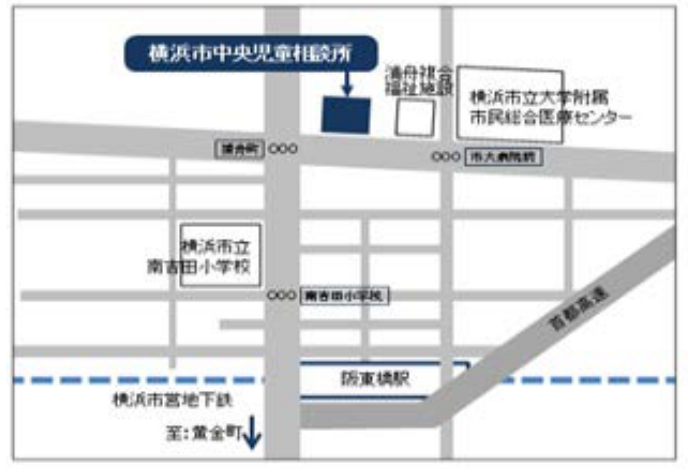 横浜市中央児童相談所
浦舟複合
福祉施設
横浜市立大学附属
市民総合医療センター
浦舟町
市大病院前
横浜市立
南吉田小学校
南吉田小学校
首都高速
阪東橋駅
横浜市営地下鉄
至:黄金町